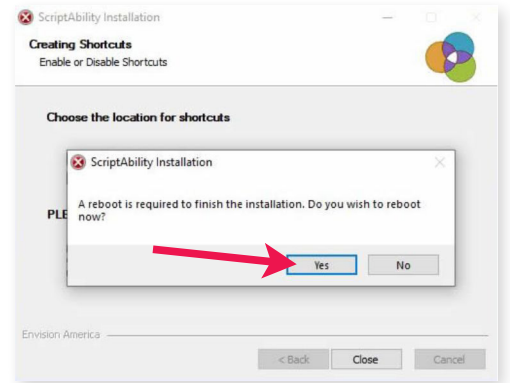 ScriptAbility Installation
Creating Shortcuts
Enable or Disable Shortcuts
Choose the location for shortcuts
ScriptAbility Installation
A reboot is required to finish the installation. Do you wish to reboot
now?
PLE
Yes No
Envision America
< Back Close Cancel